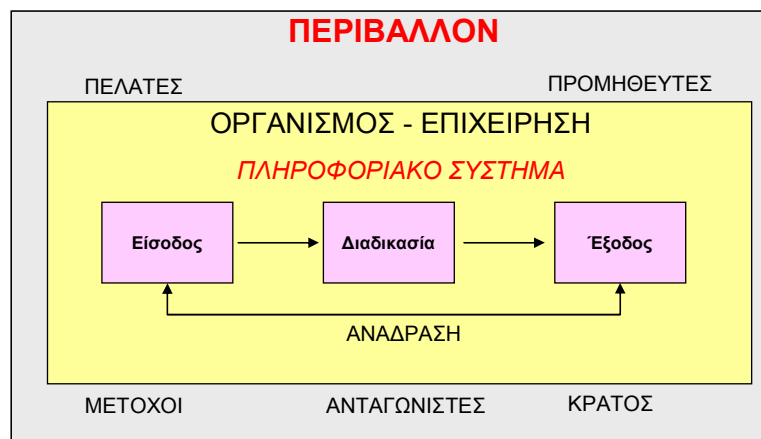 ΠΕΡΙΒΑΛΛΟΝ
ΠΕΛΑΤΕΣ ΠΡΟΜΗΘΕΥΤΕΣ
ΟΡΓΑΝΙΣΜΟΣ - ΕΠΙΧΕΙΡΗΣΗ
ΠΛΗΡΟΦΟΡΙΑΚΟ ΣΥΣΤΗΜΑ
Είσοδος Διαδικασία Έξοδος
ΑΝΑΔΡΑΣΗ
ΜΕΤΟΧΟΙ ΑΝΤΑΓΩΝΙΣΤΕΣ ΚΡΑΤΟΣ